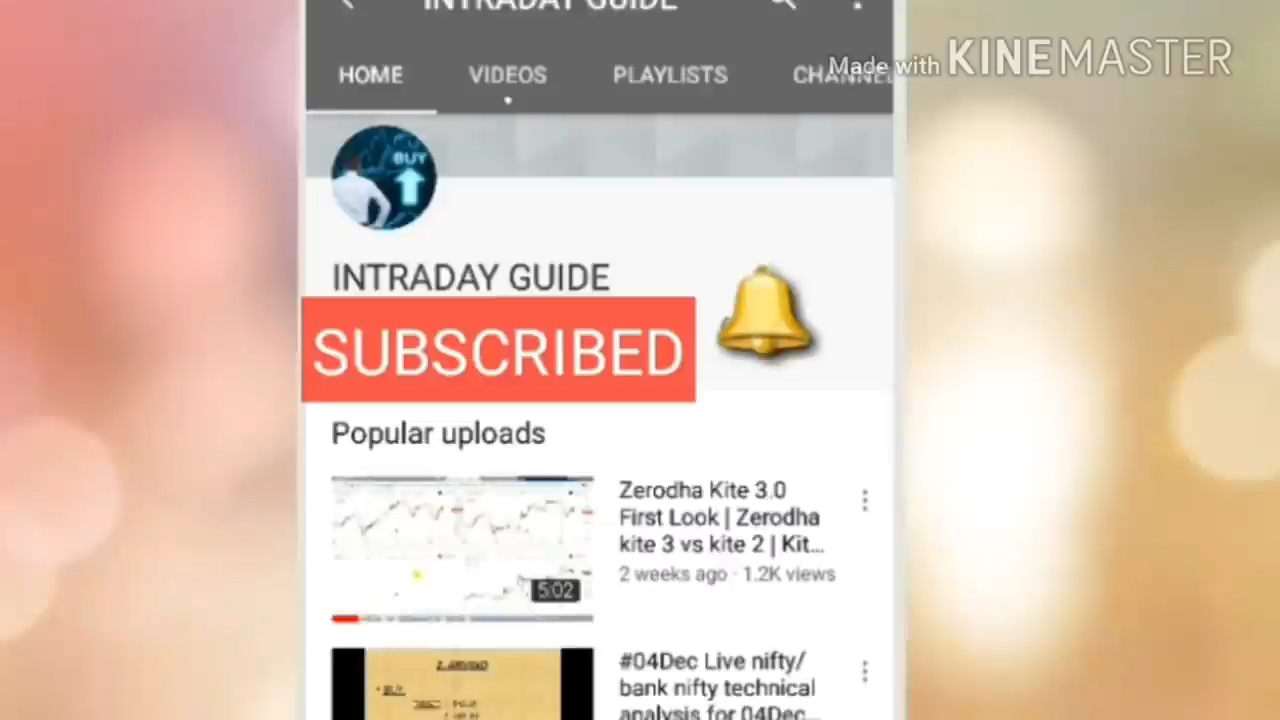 INTRADAY GUIDE
HOME VIDEOS PLAYLISTS CHANNEL
Made with KINEMASTER
BUY
INTRADAY GUIDE
SUBSCRIBED
Popular uploads
Zerodha Kite 3.0
First Look | Zerodha
kite 3 vs kite 2 | Kit...
2 weeks ago · 1.2K views
5:02
#04Dec Live nifty/
bank nifty technical
analysis for 04Dec...
BUY